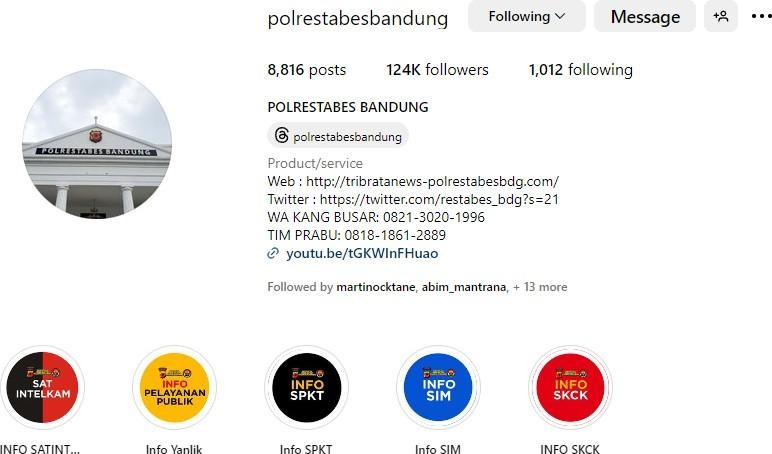 polrestabesbandung
Following
Message
8,816 posts 124K followers 1,012 following
POLRESTABES BANDUNG
polrestabesbandung
Product/service
Web : http://tribratanews-polrestabesbdg.com/
Twitter : https://twitter.com/restabes_bdg?s=21
WA KANG BUSAR: 0821-3020-1996
TIM PRABU: 0818-1861-2889
youtu.be/tGKWInFHuao
Followed by martinocktane, abim_mantrana, + 13 more
POLRESTABES BANDUNG
SAT
INTELKAM
INFO
PELAYANAN
PUBLIK
INFO
SPKT
INFO
SIM
INFO
SKCK
INFO SATINT...
Info Yanlik
Info SPKT
Info SIM
INFO SKCK